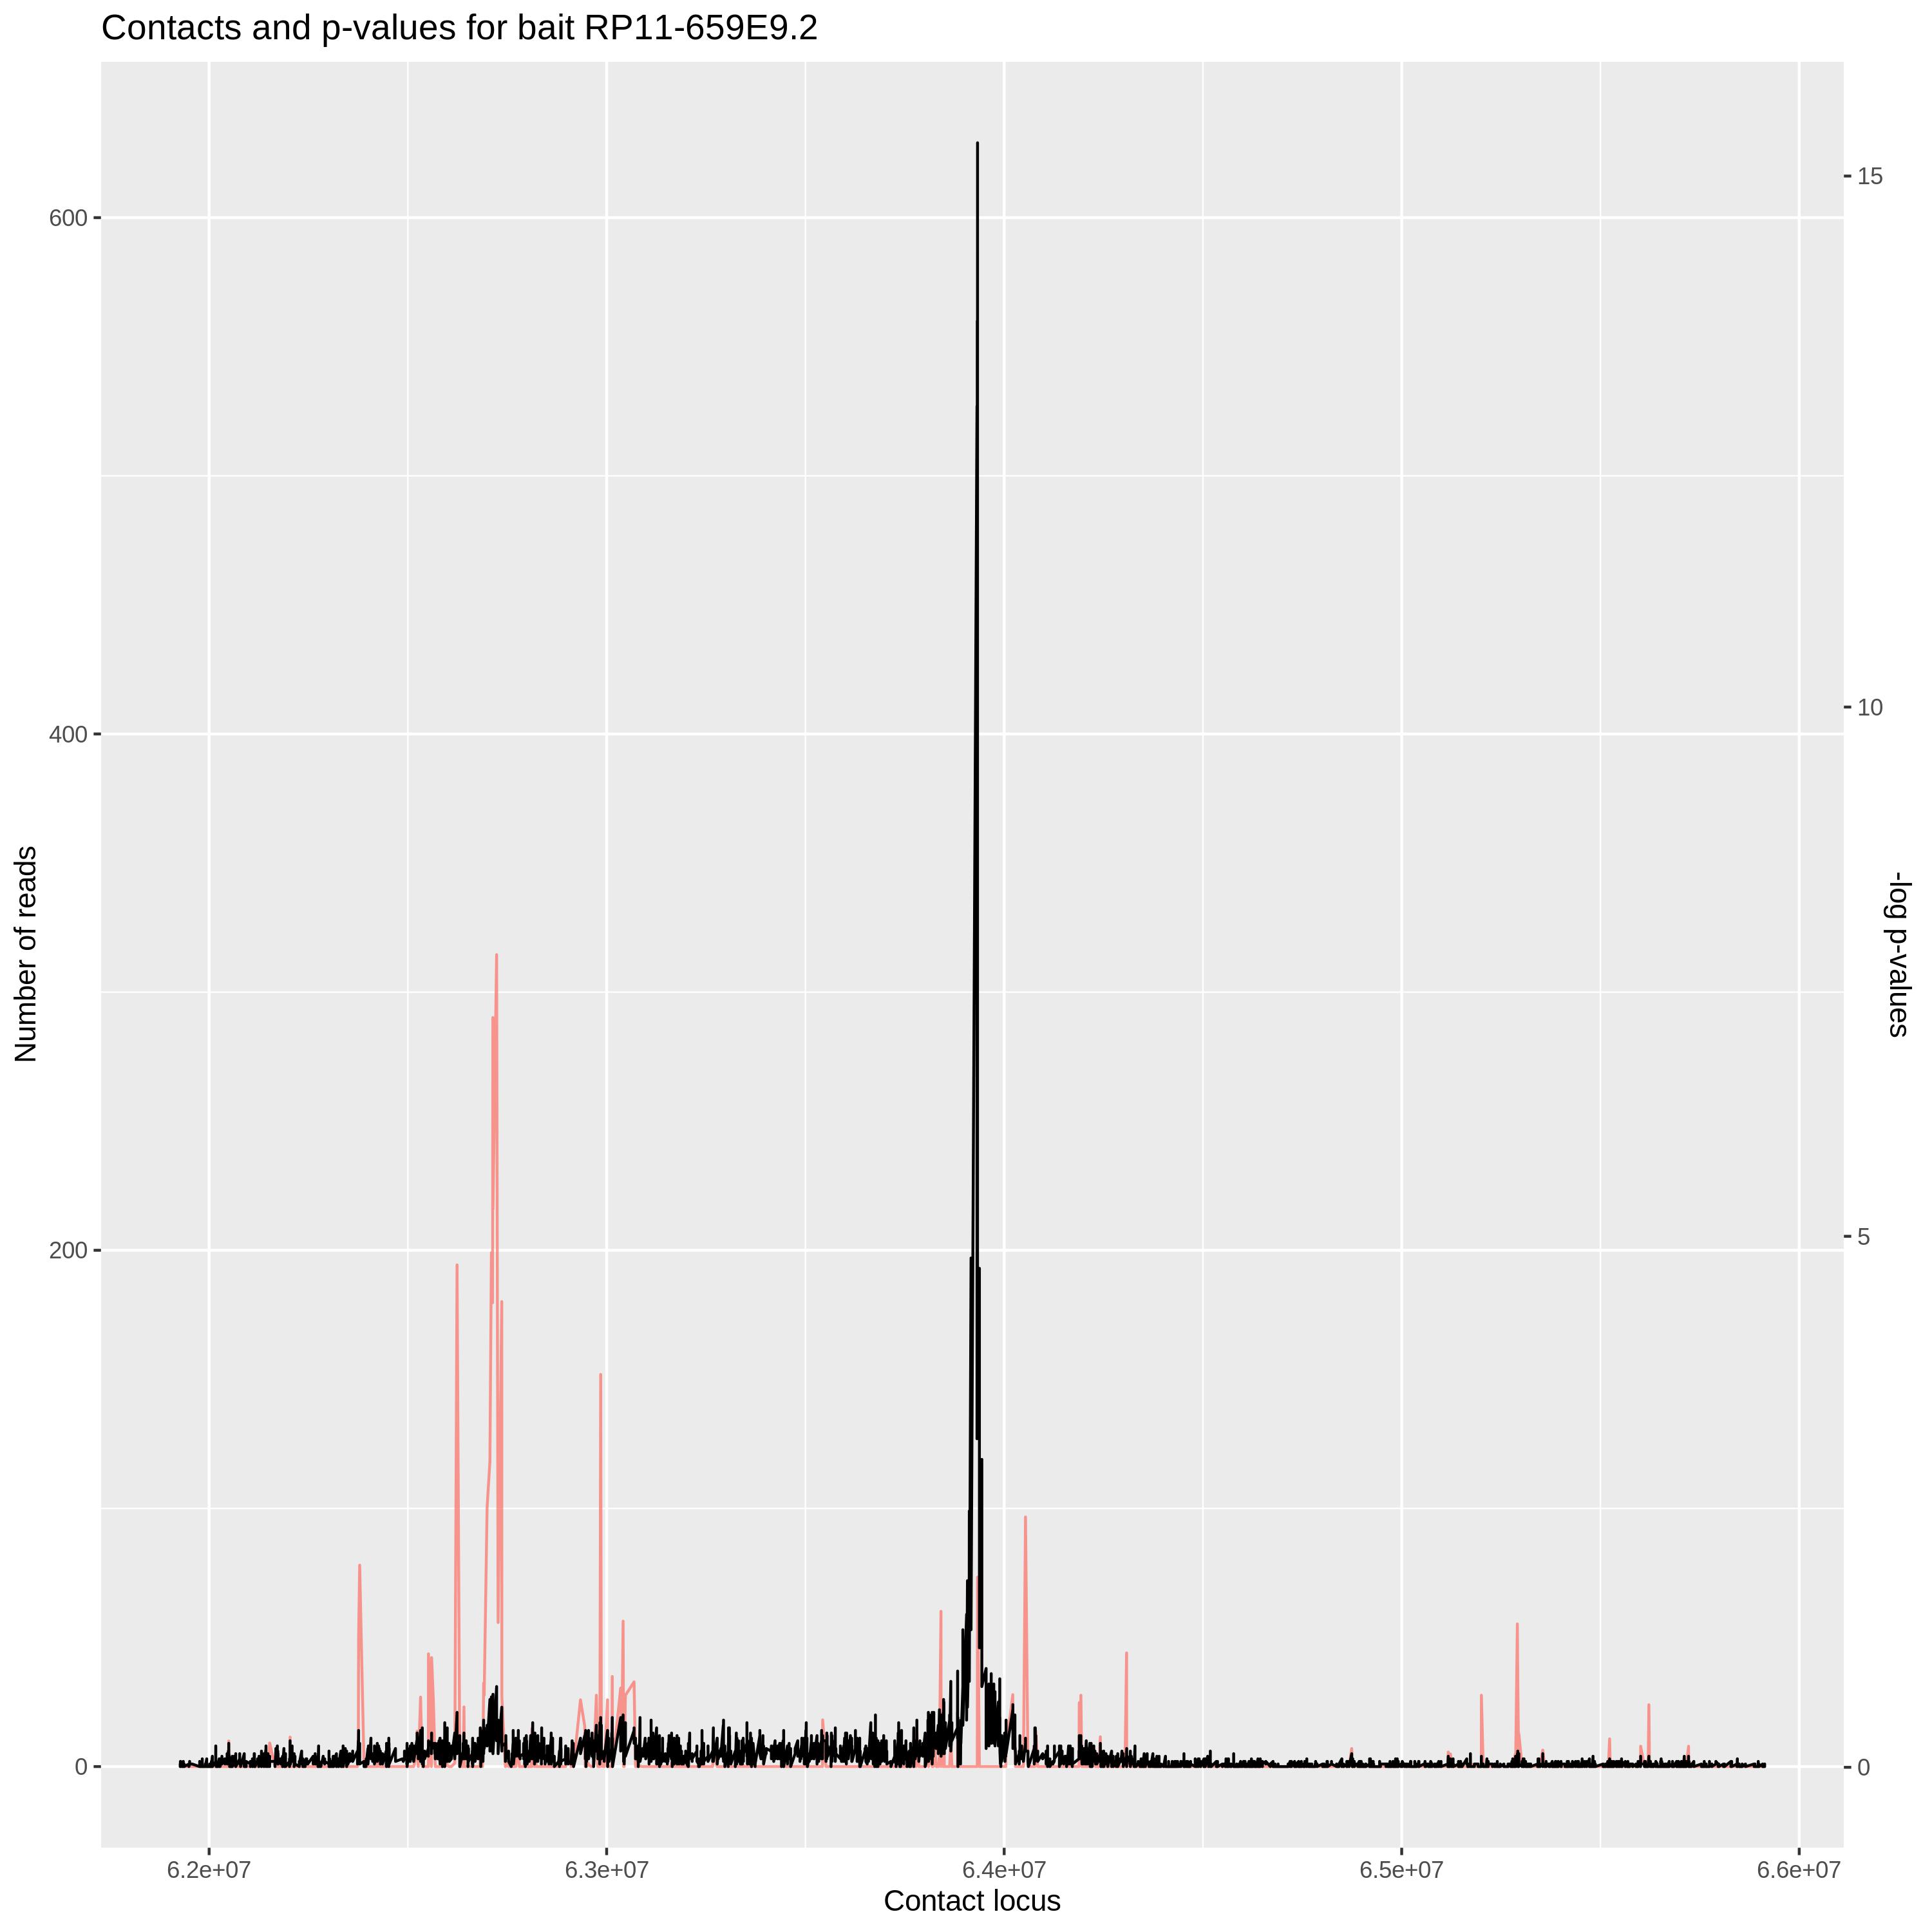 Contacts and p-values for bait RP11-659E9.2
600
400
200
0
15
10
5
0
Number of reads
-log p-values
6.2e+07 6.3e+07 6.4e+07 6.5e+07 6.6e+07
Contact locus